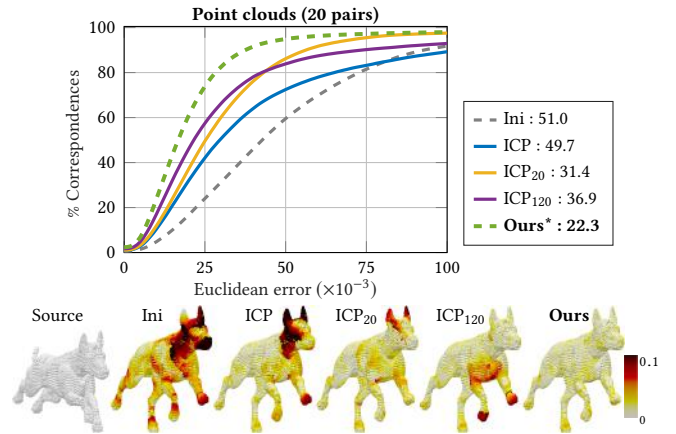 Point clouds (20 pairs)
% Correspondences
100
80
60
40
20
0
0 25 50 75 100
Euclidean error (×10⁻³)
Ini : 51.0
ICP : 49.7
ICP₂₀ : 31.4
ICP₁₂₀ : 36.9
Ours* : 22.3
Source Ini ICP ICP₂₀ ICP₁₂₀ Ours
0.1
0